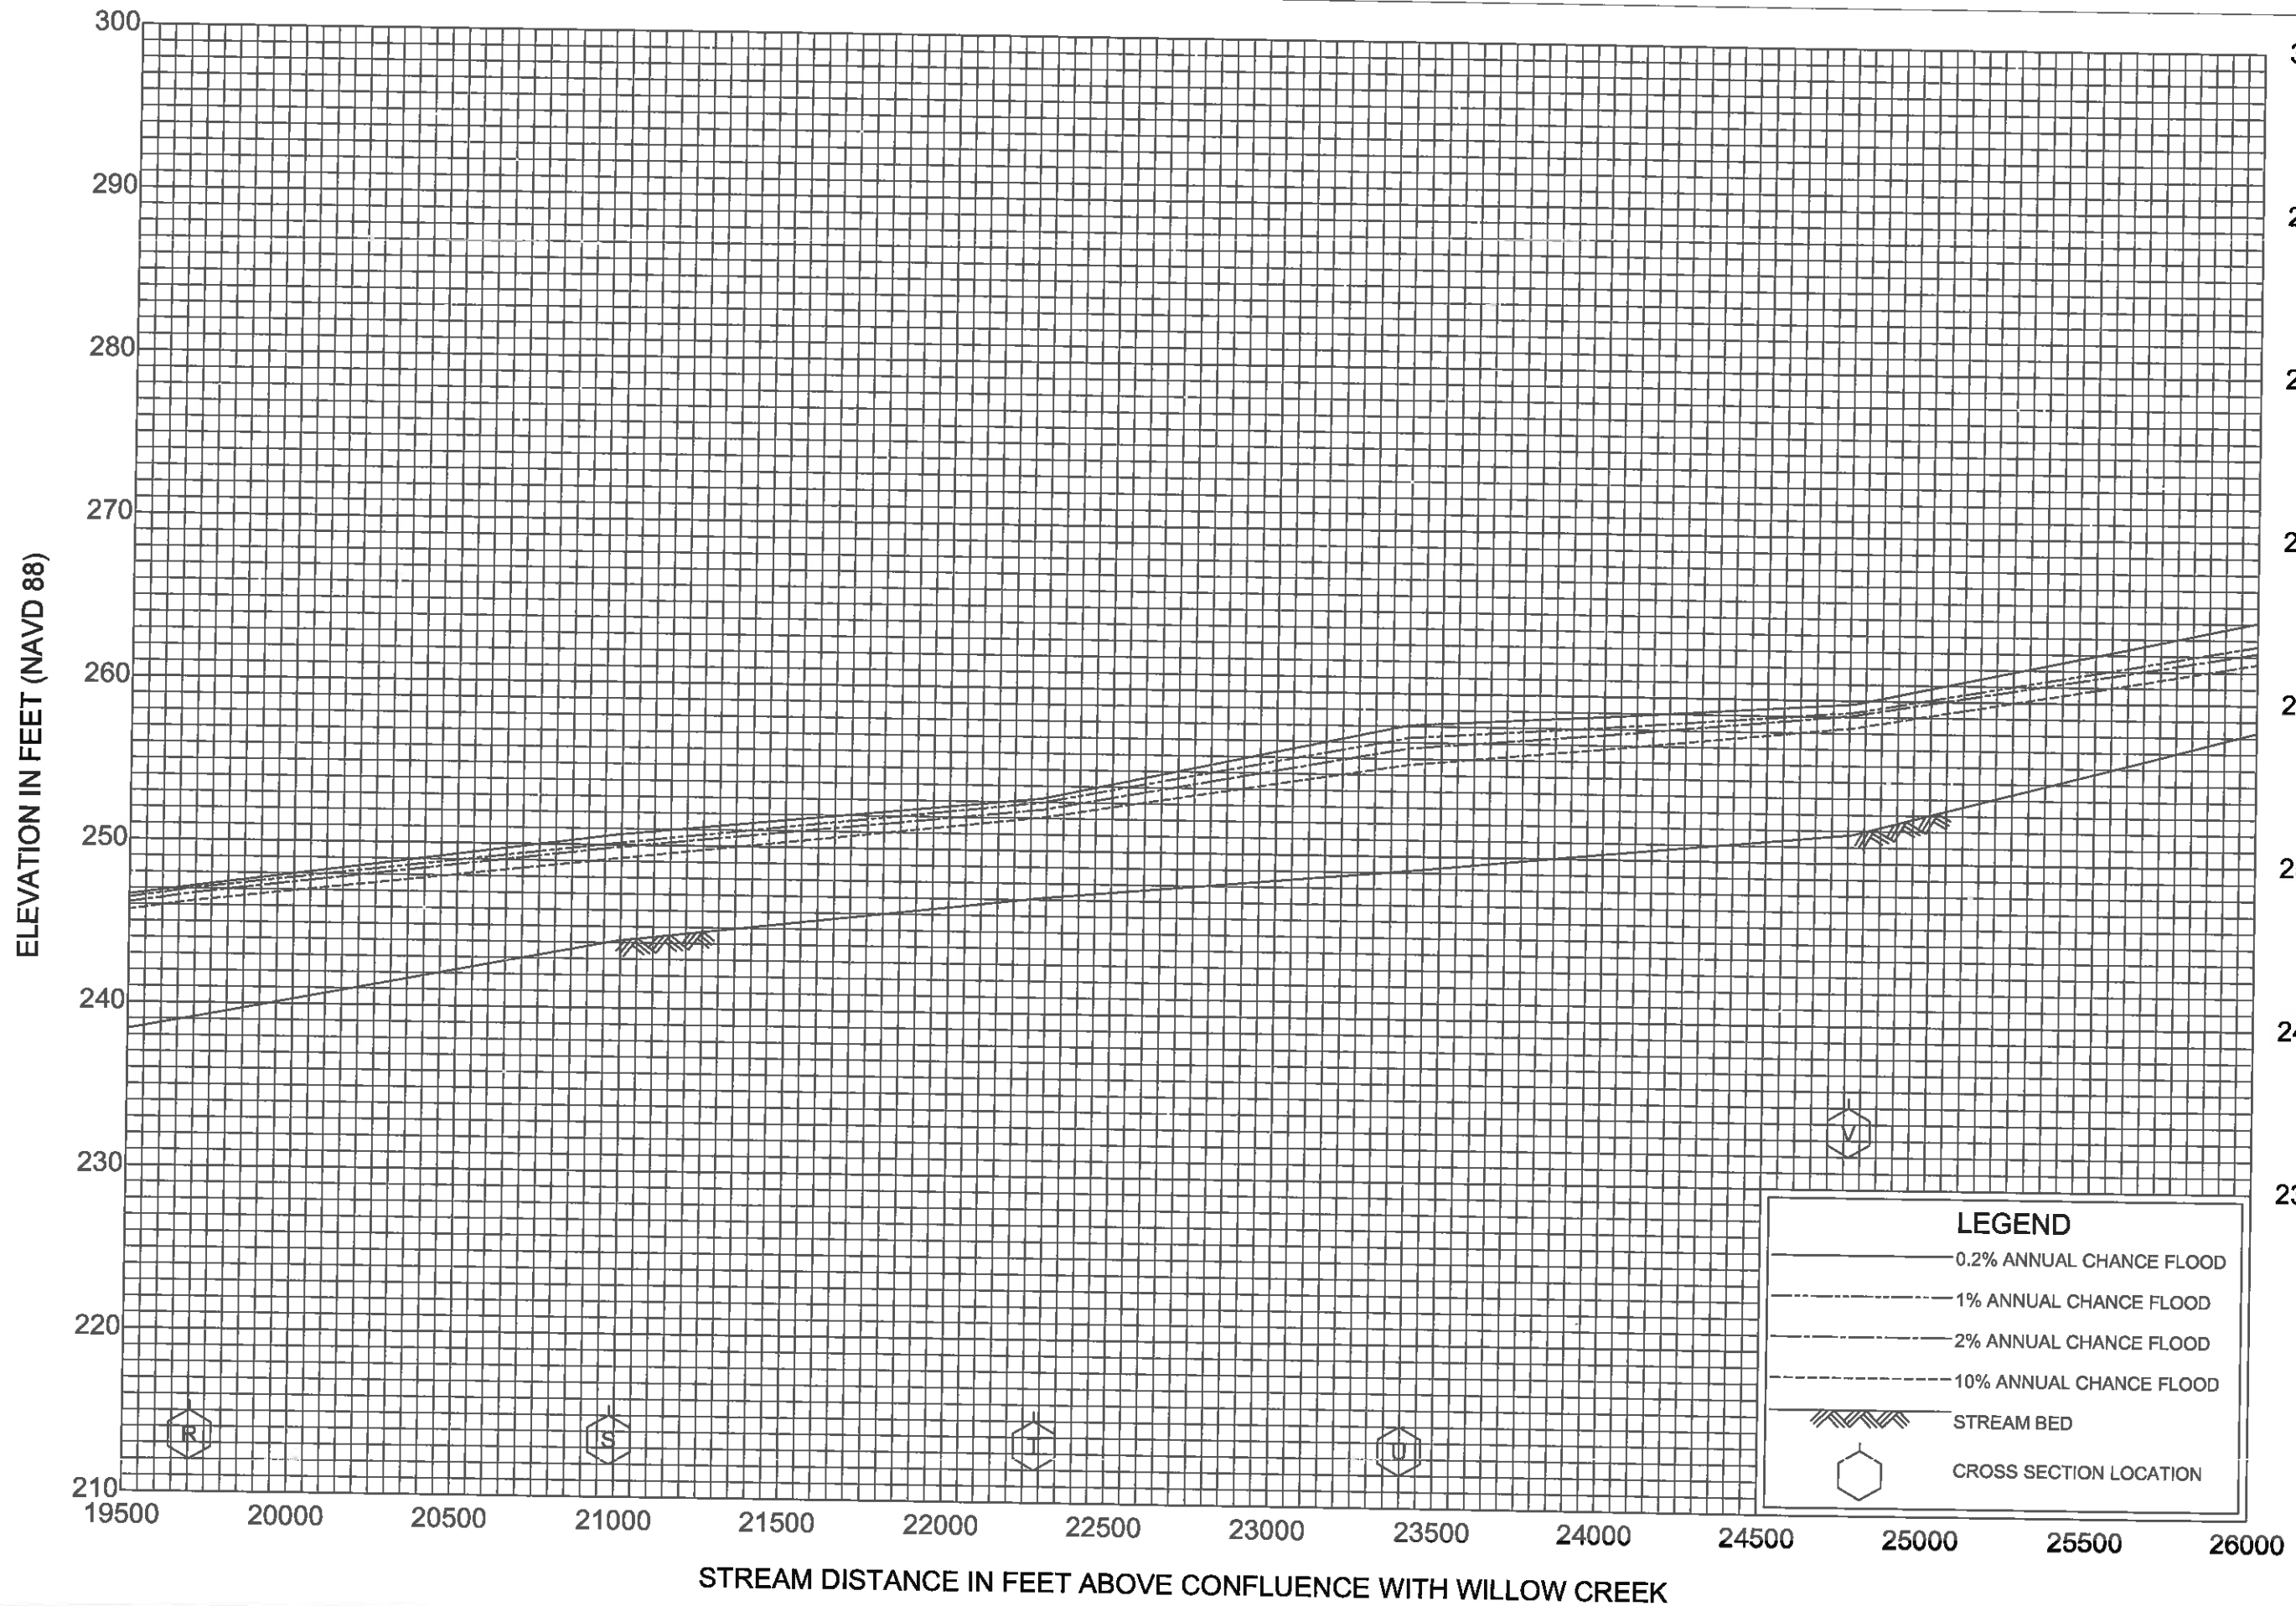 300
290
280
270
260
250
240
230
220
210
ELEVATION IN FEET (NAVD 88)
19500 20000 20500 21000 21500 22000 22500 23000 23500 24000 24500 25000 25500 26000
STREAM DISTANCE IN FEET ABOVE CONFLUENCE WITH WILLOW CREEK
R
S
T
U
V
LEGEND
0.2% ANNUAL CHANCE FLOOD
1% ANNUAL CHANCE FLOOD
2% ANNUAL CHANCE FLOOD
10% ANNUAL CHANCE FLOOD
STREAM BED
CROSS SECTION LOCATION